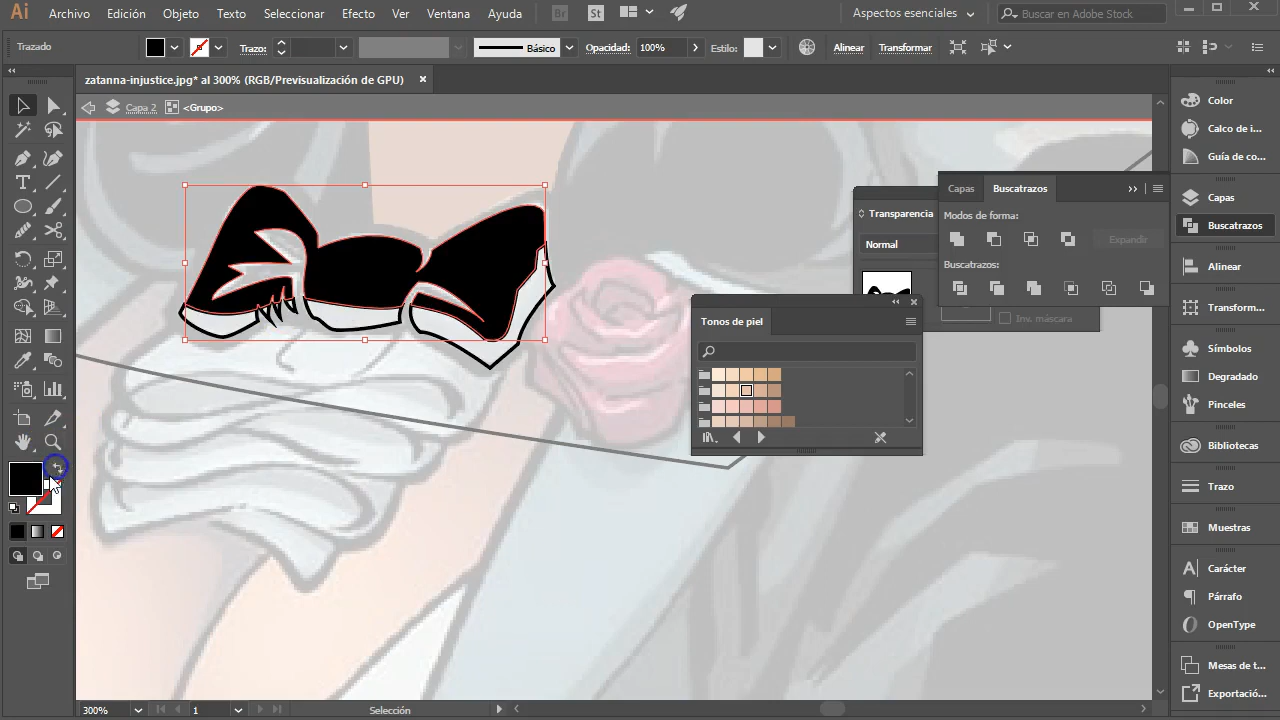 Ai Archivo Edición Objeto Texto Seleccionar Efecto Ver Ventana Ayuda Br St Aspectos esenciales Buscar en Adobe Stock
Trazado Trazo: Básico Opacidad: 100% Estilo: Alinear Transformar
zatanna-injustice.jpg* al 300% (RGB/Previsualización de GPU)
Capa 2 <Grupo>
Color
Calco de i...
Guía de co...
Capas
Buscatrazos
Alinear
Transform...
Símbolos
Degradado
Pinceles
Bibliotecas
Trazo
Muestras
Carácter
Párrafo
OpenType
Mesas de t...
Exportació...
Capas Buscatrazos
Modos de forma:
Expandir
Buscatrazos:
Transparencia
Normal
Inv. máscara
Tonos de piel
300% 1 Selección